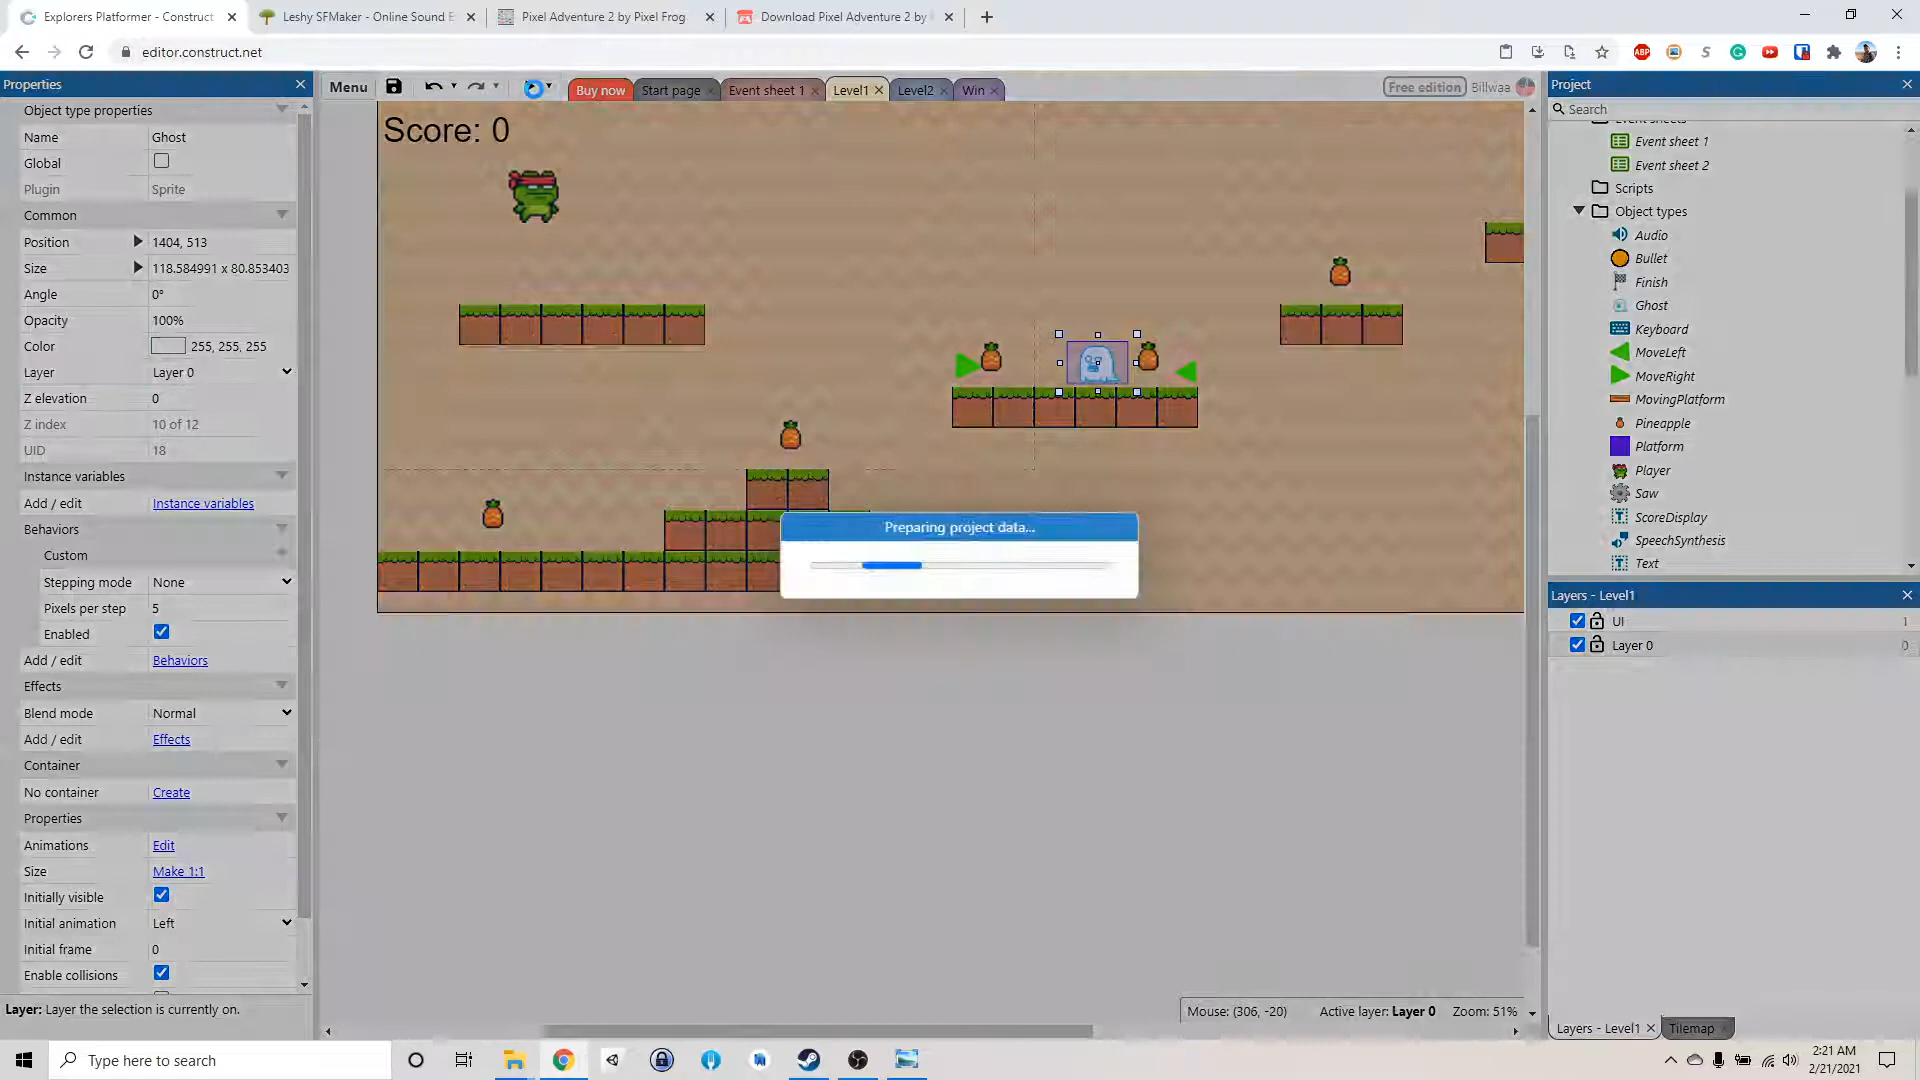 Explorers Platformer - Construct
Leshy SFMaker - Online Sound E
Pixel Adventure 2 by Pixel Frog
Download Pixel Adventure 2 by
editor.construct.net
Properties
Menu
Buy now
Start page
Event sheet 1
Level1
Level2
Win
Free edition
Billwaa
Project
Object type properties
Name
Ghost
Global
Plugin
Sprite
Common
Position
1404, 513
Size
118.584991 x 80.853403
Angle
0°
Opacity
100%
Color
255, 255, 255
Layer
Layer 0
Z elevation
0
Z index
10 of 12
UID
18
Instance variables
Add / edit
Instance variables
Behaviors
Custom
Stepping mode
None
Pixels per step
5
Enabled
Add / edit
Behaviors
Effects
Blend mode
Normal
Add / edit
Effects
Container
No container
Create
Properties
Animations
Edit
Size
Make 1:1
Initially visible
Initial animation
Left
Initial frame
0
Enable collisions
Layer: Layer the selection is currently on.
Score: 0
Preparing project data...
Mouse: (306, -20)
Active layer: Layer 0
Zoom: 51%
Search
Event sheets
Event sheet 1
Event sheet 2
Scripts
Object types
Audio
Bullet
Finish
Ghost
Keyboard
MoveLeft
MoveRight
MovingPlatform
Pineapple
Platform
Player
Saw
ScoreDisplay
SpeechSynthesis
Text
Layers - Level1
UI
1
Layer 0
0
Layers - Level1
Tilemap
Type here to search
2:21 AM
2/21/2021